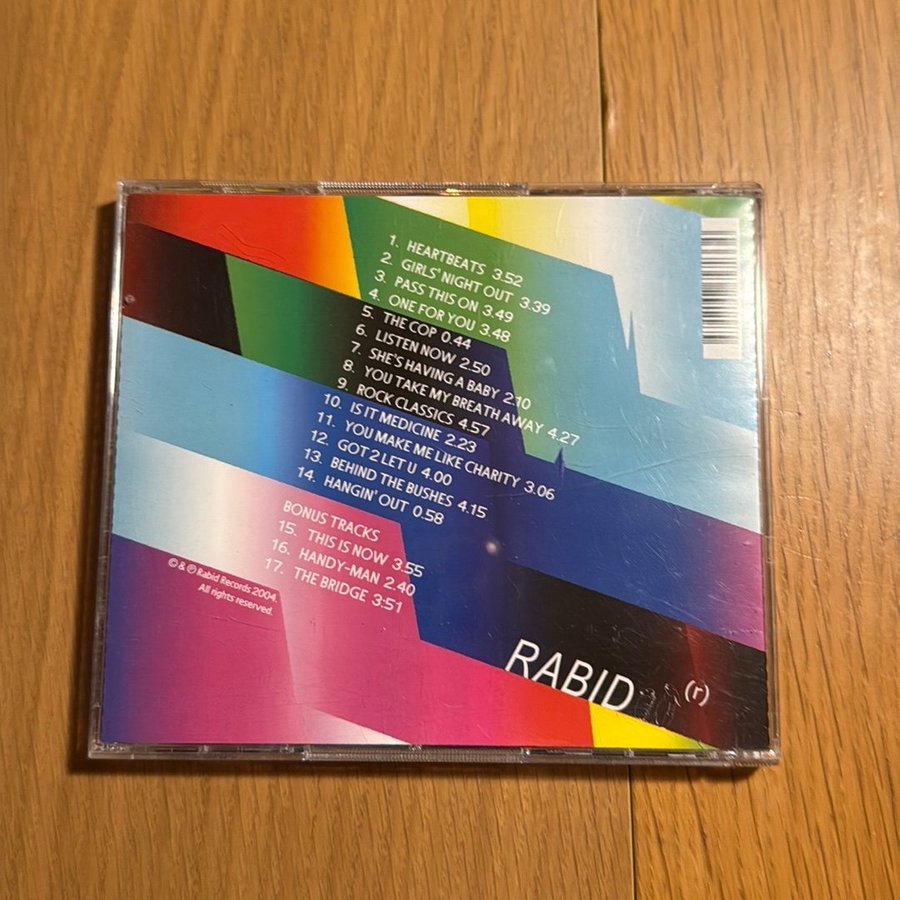 1. HEARTBEATS 3.52
2. GIRLS' NIGHT OUT 3.39
3. PASS THIS ON 3.49
4. ONE FOR YOU 3.48
5. THE COP 0.44
6. LISTEN NOW 2.50
7. SHE'S HAVING A BABY 2.10
8. YOU TAKE MY BREATH AWAY 4.27
9. ROCK CLASSICS 4.57
10. IS IT MEDICINE 2.23
11. YOU MAKE ME LIKE CHARITY 3.06
12. GOT 2 LET U 4.00
13. BEHIND THE BUSHES 4.15
14. HANGIN' OUT 0.58
BONUS TRACKS
15. THIS IS NOW 3.55
16. HANDY-MAN 2.40
17. THE BRIDGE 3:51
© & ℗ Rabid Records 2004.
All rights reserved.
RABID (r)